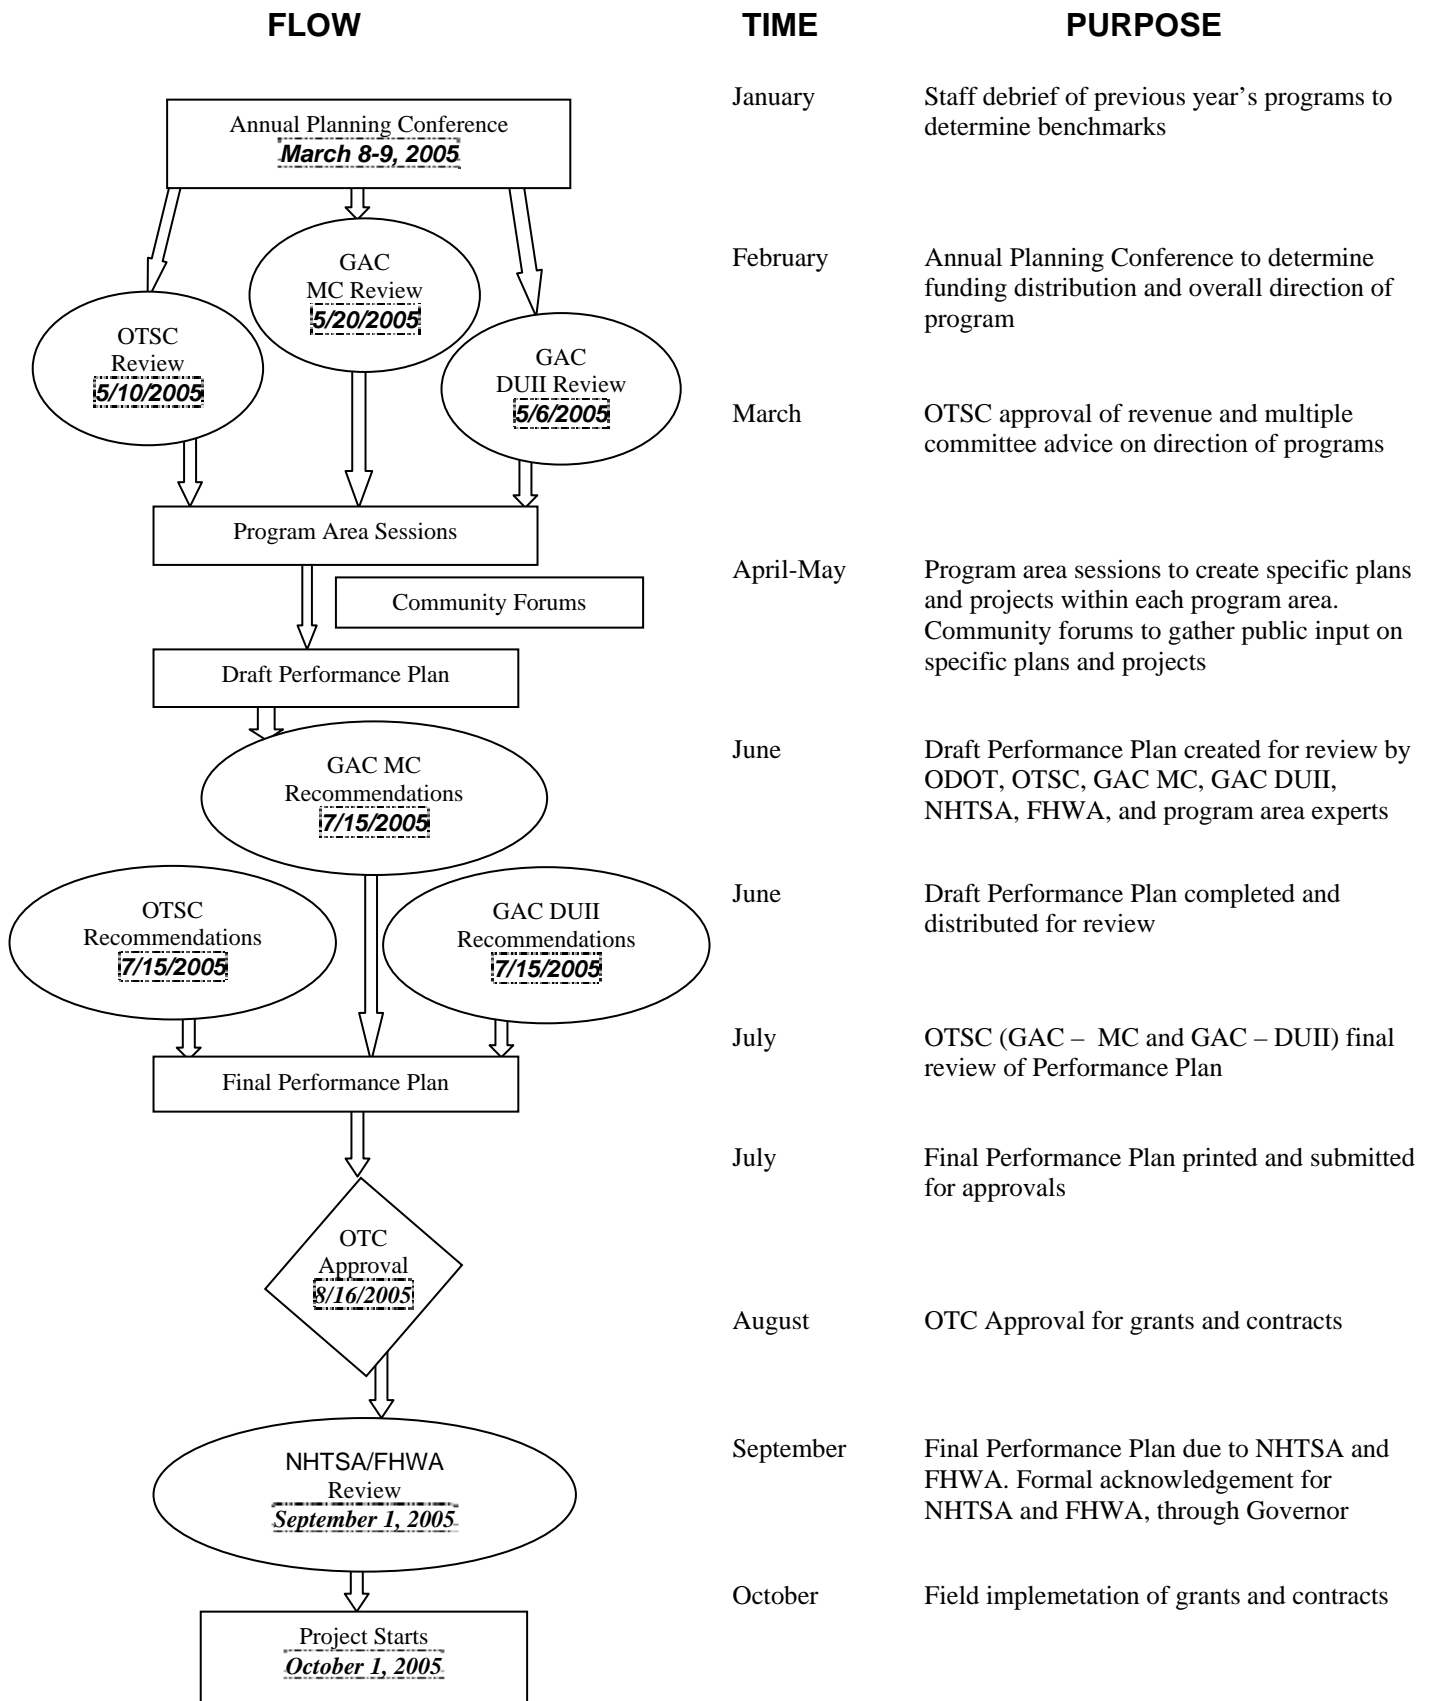 FLOW
TIME
PURPOSE
Annual Planning Conference
March 8-9, 2005
GAC
MC Review
5/20/2005
OTSC
Review
5/10/2005
GAC
DUII Review
5/6/2005
Program Area Sessions
Community Forums
Draft Performance Plan
GAC MC
Recommendations
7/15/2005
OTSC
Recommendations
7/15/2005
GAC DUII
Recommendations
7/15/2005
Final Performance Plan
OTC
Approval
8/16/2005
NHTSA/FHWA
Review
September 1, 2005
Project Starts
October 1, 2005
January
Staff debrief of previous year’s programs to
determine benchmarks
February
Annual Planning Conference to determine
funding distribution and overall direction of
program
March
OTSC approval of revenue and multiple
committee advice on direction of programs
April-May
Program area sessions to create specific plans
and projects within each program area.
Community forums to gather public input on
specific plans and projects
June
Draft Performance Plan created for review by
ODOT, OTSC, GAC MC, GAC DUII,
NHTSA, FHWA, and program area experts
June
Draft Performance Plan completed and
distributed for review
July
OTSC (GAC – MC and GAC – DUII) final
review of Performance Plan
July
Final Performance Plan printed and submitted
for approvals
August
OTC Approval for grants and contracts
September
Final Performance Plan due to NHTSA and
FHWA. Formal acknowledgement for
NHTSA and FHWA, through Governor
October
Field implemetation of grants and contracts